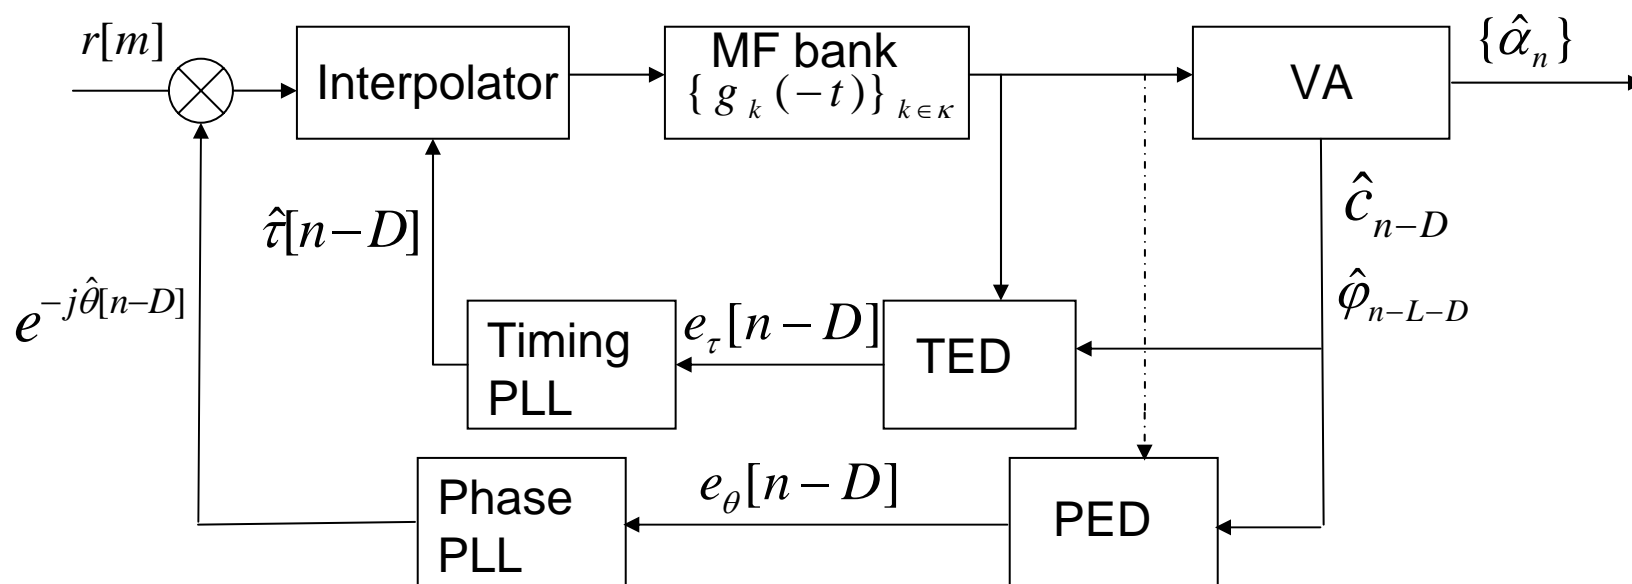 r[m]
Interpolator
MF bank
{ g_k (-t)}_{k∈κ}
VA
{α̂_n}
ĉ_{n-D}
φ̂_{n-L-D}
τ̂[n-D]
e^{-jθ̂[n-D]}
Timing
PLL
e_τ[n-D]
TED
Phase
PLL
e_θ[n-D]
PED